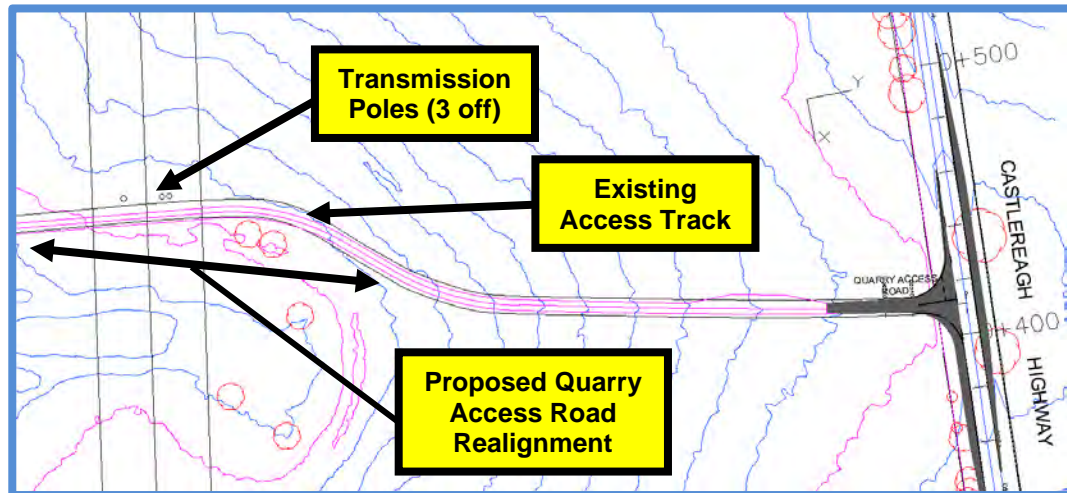 Transmission
Poles (3 off)
Existing
Access Track
Proposed Quarry
Access Road
Realignment
QUARRY ACCESS
ROAD
0+500
0+400
CASTLEREAGH
HIGHWAY
Y
X